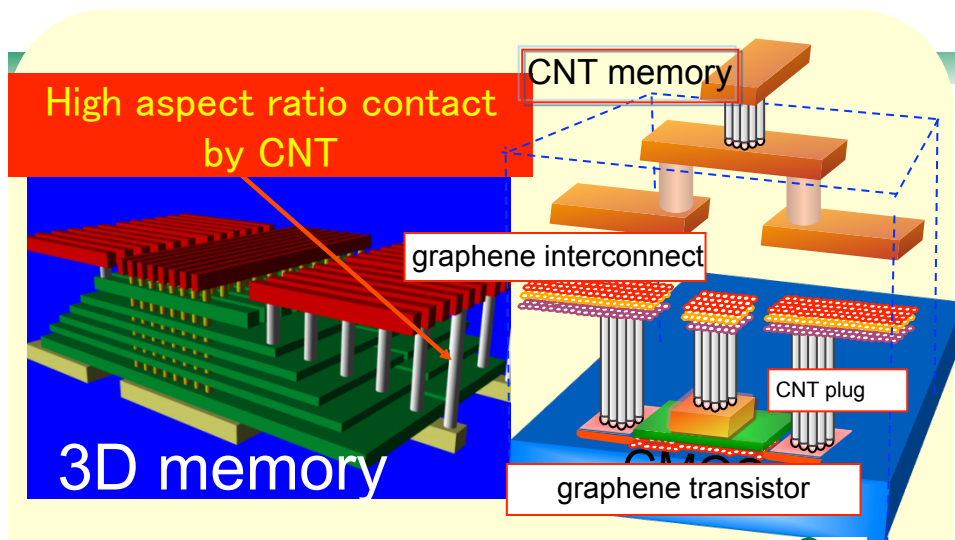 High aspect ratio contact
by CNT
CNT memory
graphene interconnect
CNT plug
3D memory
graphene transistor